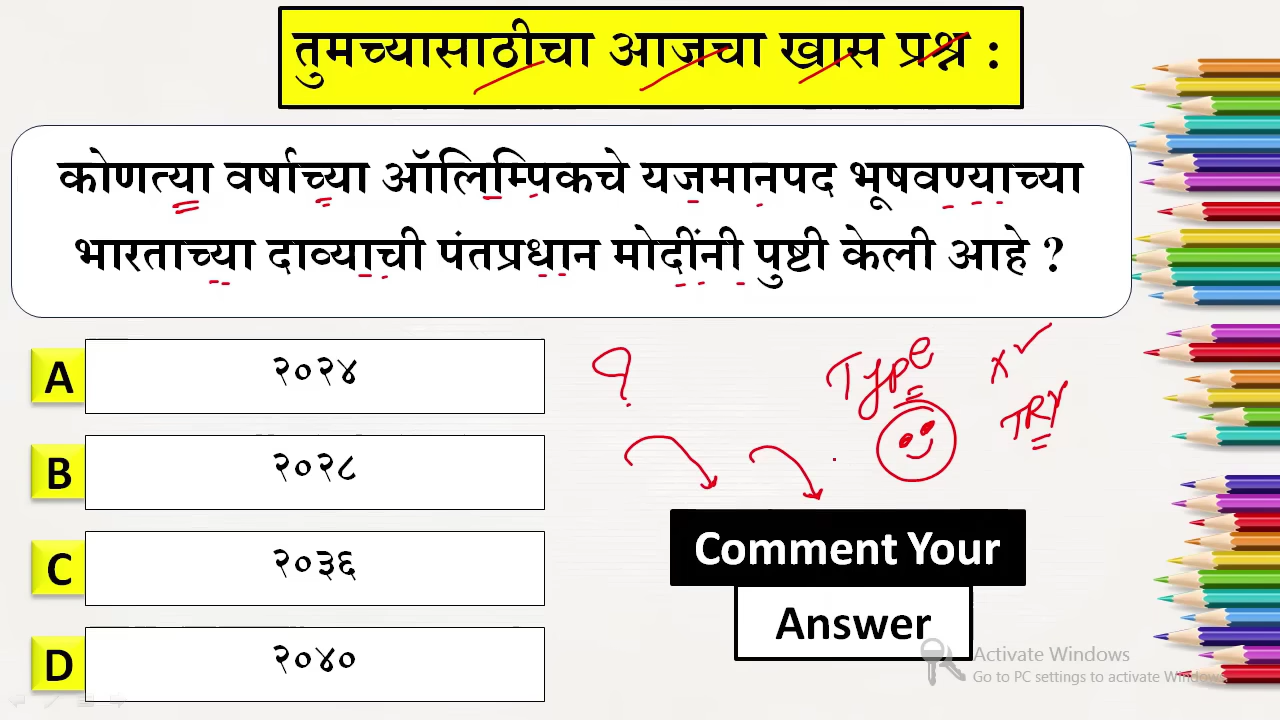 तुमच्यासाठीचा आजचा खास प्रश्न :
कोणत्या वर्षाच्या ऑलिम्पिकचे यजमानपद भूषवण्याच्या
भारताच्या दाव्याची पंतप्रधान मोदींनी पुष्टी केली आहे ?
A २०२४
B २०२८
C २०३६
D २०४०
?
Type
x ✓
TRY
Comment Your
Answer
Activate Windows
Go to PC settings to activate Windows.